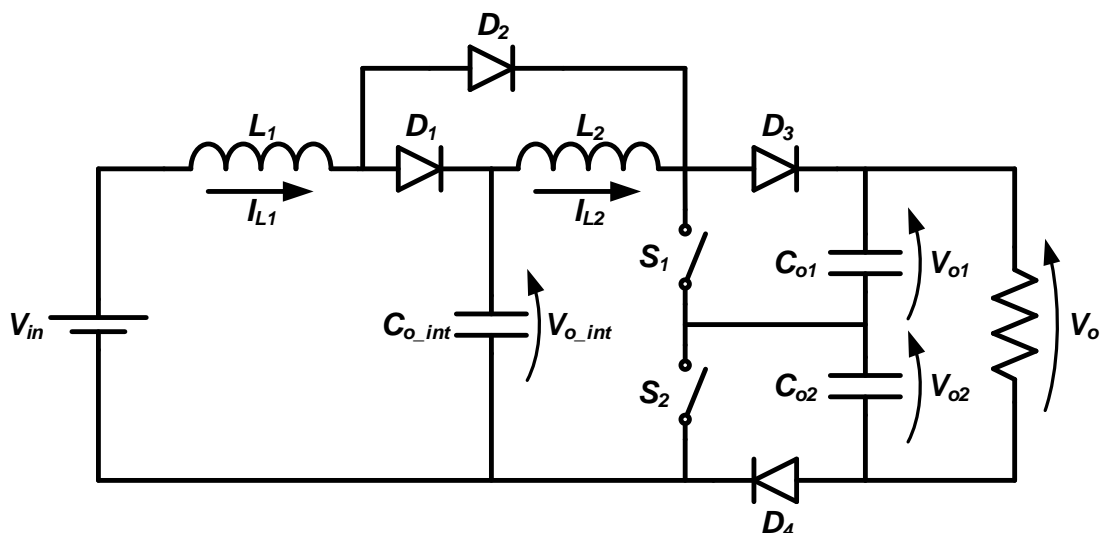 D2
L1
D1
L2
D3
IL1
IL2
S1
Co1
Vo1
Vin
Co_int
Vo_int
Vo
S2
Co2
Vo2
D4